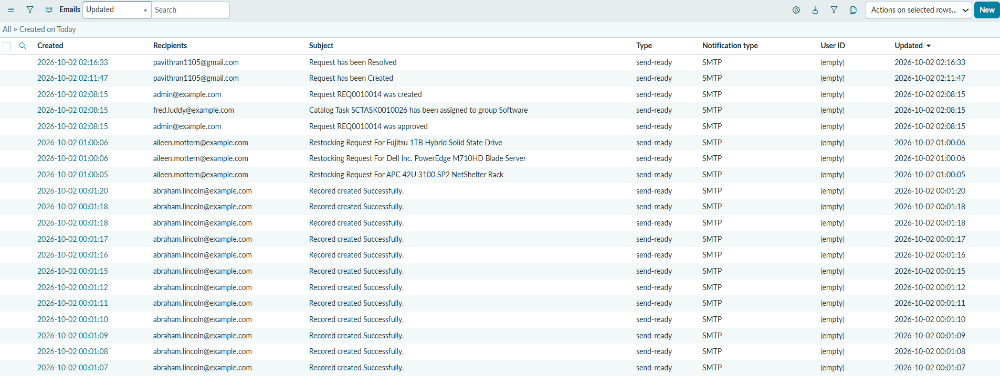 Emails Updated Search Actions on selected rows... New
All > Created on Today
Created Recipients Subject Type Notification type User ID Updated
2026-10-02 02:16:33 pavithran1105@gmail.com Request has been Resolved send-ready SMTP (empty) 2026-10-02 02:16:33
2026-10-02 02:11:47 pavithran1105@gmail.com Request has been Created send-ready SMTP (empty) 2026-10-02 02:11:47
2026-10-02 02:08:15 admin@example.com Request REQ0010014 was created send-ready SMTP (empty) 2026-10-02 02:08:15
2026-10-02 02:08:15 fred.luddy@example.com Catalog Task SCTASK0010026 has been assigned to group Software send-ready SMTP (empty) 2026-10-02 02:08:15
2026-10-02 02:08:15 admin@example.com Request REQ0010014 was approved send-ready SMTP (empty) 2026-10-02 02:08:15
2026-10-02 01:00:06 aileen.mottern@example.com Restocking Request For Fujitsu 1TB Hybrid Solid State Drive send-ready SMTP (empty) 2026-10-02 01:00:06
2026-10-02 01:00:06 aileen.mottern@example.com Restocking Request For Dell Inc. PowerEdge M710HD Blade Server send-ready SMTP (empty) 2026-10-02 01:00:06
2026-10-02 01:00:05 aileen.mottern@example.com Restocking Request For APC 42U 3100 SP2 NetShelter Rack send-ready SMTP (empty) 2026-10-02 01:00:05
2026-10-02 00:01:20 abraham.lincoln@example.com Recored created Successfully. send-ready SMTP (empty) 2026-10-02 00:01:20
2026-10-02 00:01:18 abraham.lincoln@example.com Recored created Successfully. send-ready SMTP (empty) 2026-10-02 00:01:18
2026-10-02 00:01:18 abraham.lincoln@example.com Recored created Successfully. send-ready SMTP (empty) 2026-10-02 00:01:18
2026-10-02 00:01:17 abraham.lincoln@example.com Recored created Successfully. send-ready SMTP (empty) 2026-10-02 00:01:17
2026-10-02 00:01:16 abraham.lincoln@example.com Recored created Successfully. send-ready SMTP (empty) 2026-10-02 00:01:16
2026-10-02 00:01:15 abraham.lincoln@example.com Recored created Successfully. send-ready SMTP (empty) 2026-10-02 00:01:15
2026-10-02 00:01:12 abraham.lincoln@example.com Recored created Successfully. send-ready SMTP (empty) 2026-10-02 00:01:12
2026-10-02 00:01:11 abraham.lincoln@example.com Recored created Successfully. send-ready SMTP (empty) 2026-10-02 00:01:11
2026-10-02 00:01:10 abraham.lincoln@example.com Recored created Successfully. send-ready SMTP (empty) 2026-10-02 00:01:10
2026-10-02 00:01:09 abraham.lincoln@example.com Recored created Successfully. send-ready SMTP (empty) 2026-10-02 00:01:09
2026-10-02 00:01:08 abraham.lincoln@example.com Recored created Successfully. send-ready SMTP (empty) 2026-10-02 00:01:08
2026-10-02 00:01:07 abraham.lincoln@example.com Recored created Successfully. send-ready SMTP (empty) 2026-10-02 00:01:07